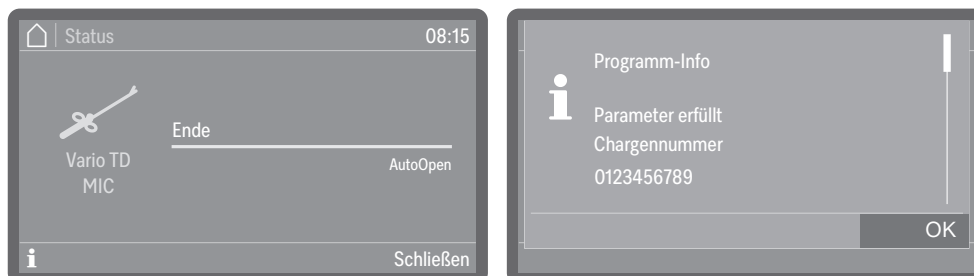 Status 08:15
Ende
Vario TD
MIC
AutoOpen
i Schließen
i
Programm-Info
Parameter erfüllt
Chargennummer
0123456789
OK